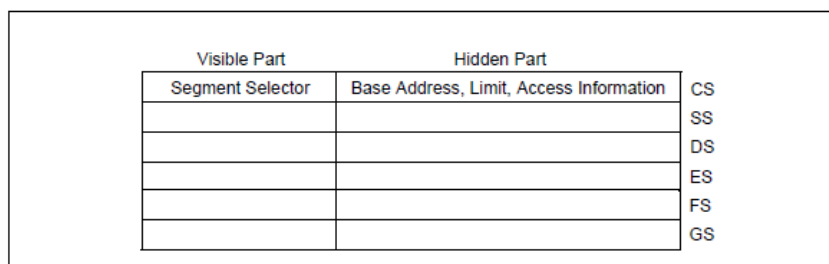 Visible Part Hidden Part
Segment Selector Base Address, Limit, Access Information CS
SS
DS
ES
FS
GS